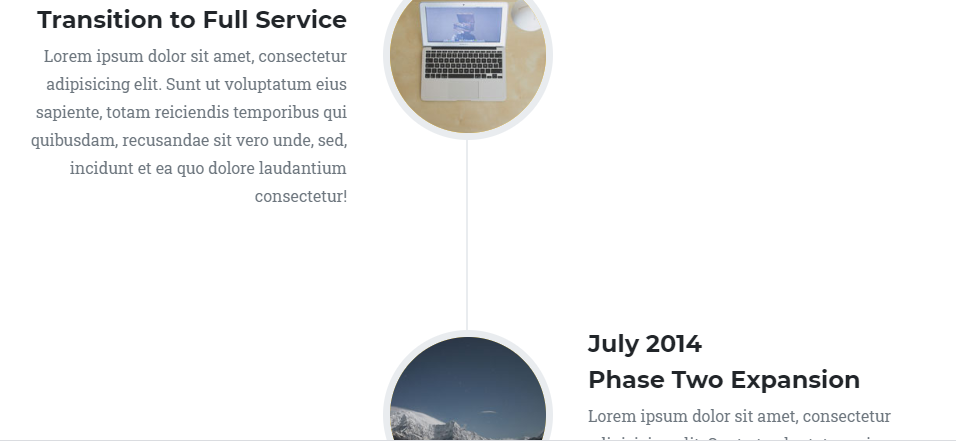 Transition to Full Service
Lorem ipsum dolor sit amet, consectetur
adipisicing elit. Sunt ut voluptatum eius
sapiente, totam reiciendis temporibus qui
quibusdam, recusandae sit vero unde, sed,
incidunt et ea quo dolore laudantium
consectetur!
July 2014
Phase Two Expansion
Lorem ipsum dolor sit amet, consectetur